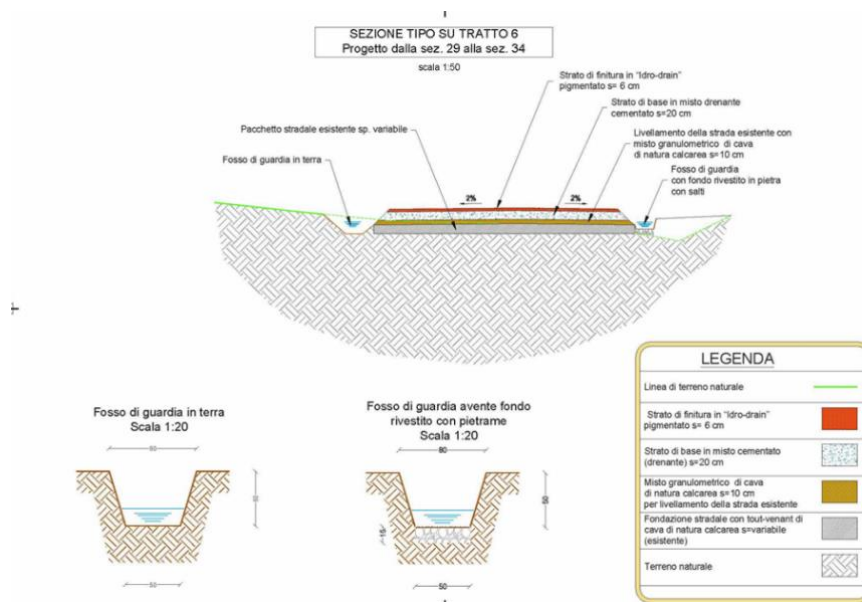 SEZIONE TIPO SU TRATTO 6
Progetto dalla sez. 29 alla sez. 34
scala 1:50
Strato di finitura in "Idro-drain"
pigmentato s= 6 cm
Strato di base in misto drenante
cementato s=20 cm
Pacchetto stradale esistente sp. variabile
Livellamento della strada esistente con
misto granulometrico di cava
di natura calcarea s=10 cm
Fosso di guardia in terra
Fosso di guardia
con fondo rivestito in pietra
con salti
2%
2%
LEGENDA
Linea di terreno naturale
Strato di finitura in "Idro-drain"
pigmentato s= 6 cm
Strato di base in misto cementato
(drenante) s=20 cm
Misto granulometrico di cava
di natura calcarea s=10 cm
per livellamento della strada esistente
Fondazione stradale con tout-venant di
cava di natura calcarea s=variabile
(esistente)
Terreno naturale
Fosso di guardia in terra
Scala 1:20
50
Fosso di guardia avente fondo
rivestito con pietrame
Scala 1:20
80
50
15
50